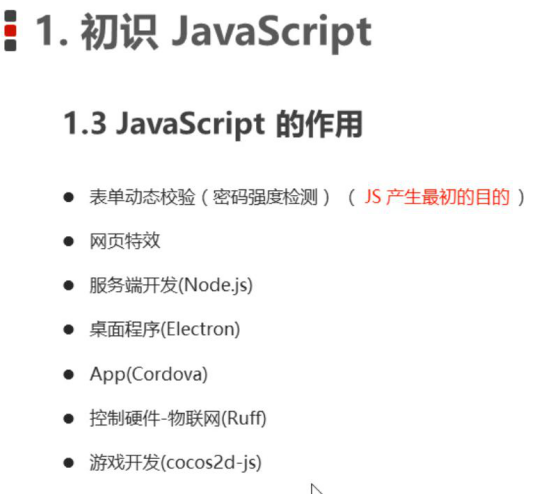 1. 初识 JavaScript
1.3 JavaScript 的作用
● 表单动态校验（密码强度检测）（ JS 产生最初的目的 ）
● 网页特效
● 服务端开发(Node.js)
● 桌面程序(Electron)
● App(Cordova)
● 控制硬件-物联网(Ruff)
● 游戏开发(cocos2d-js)